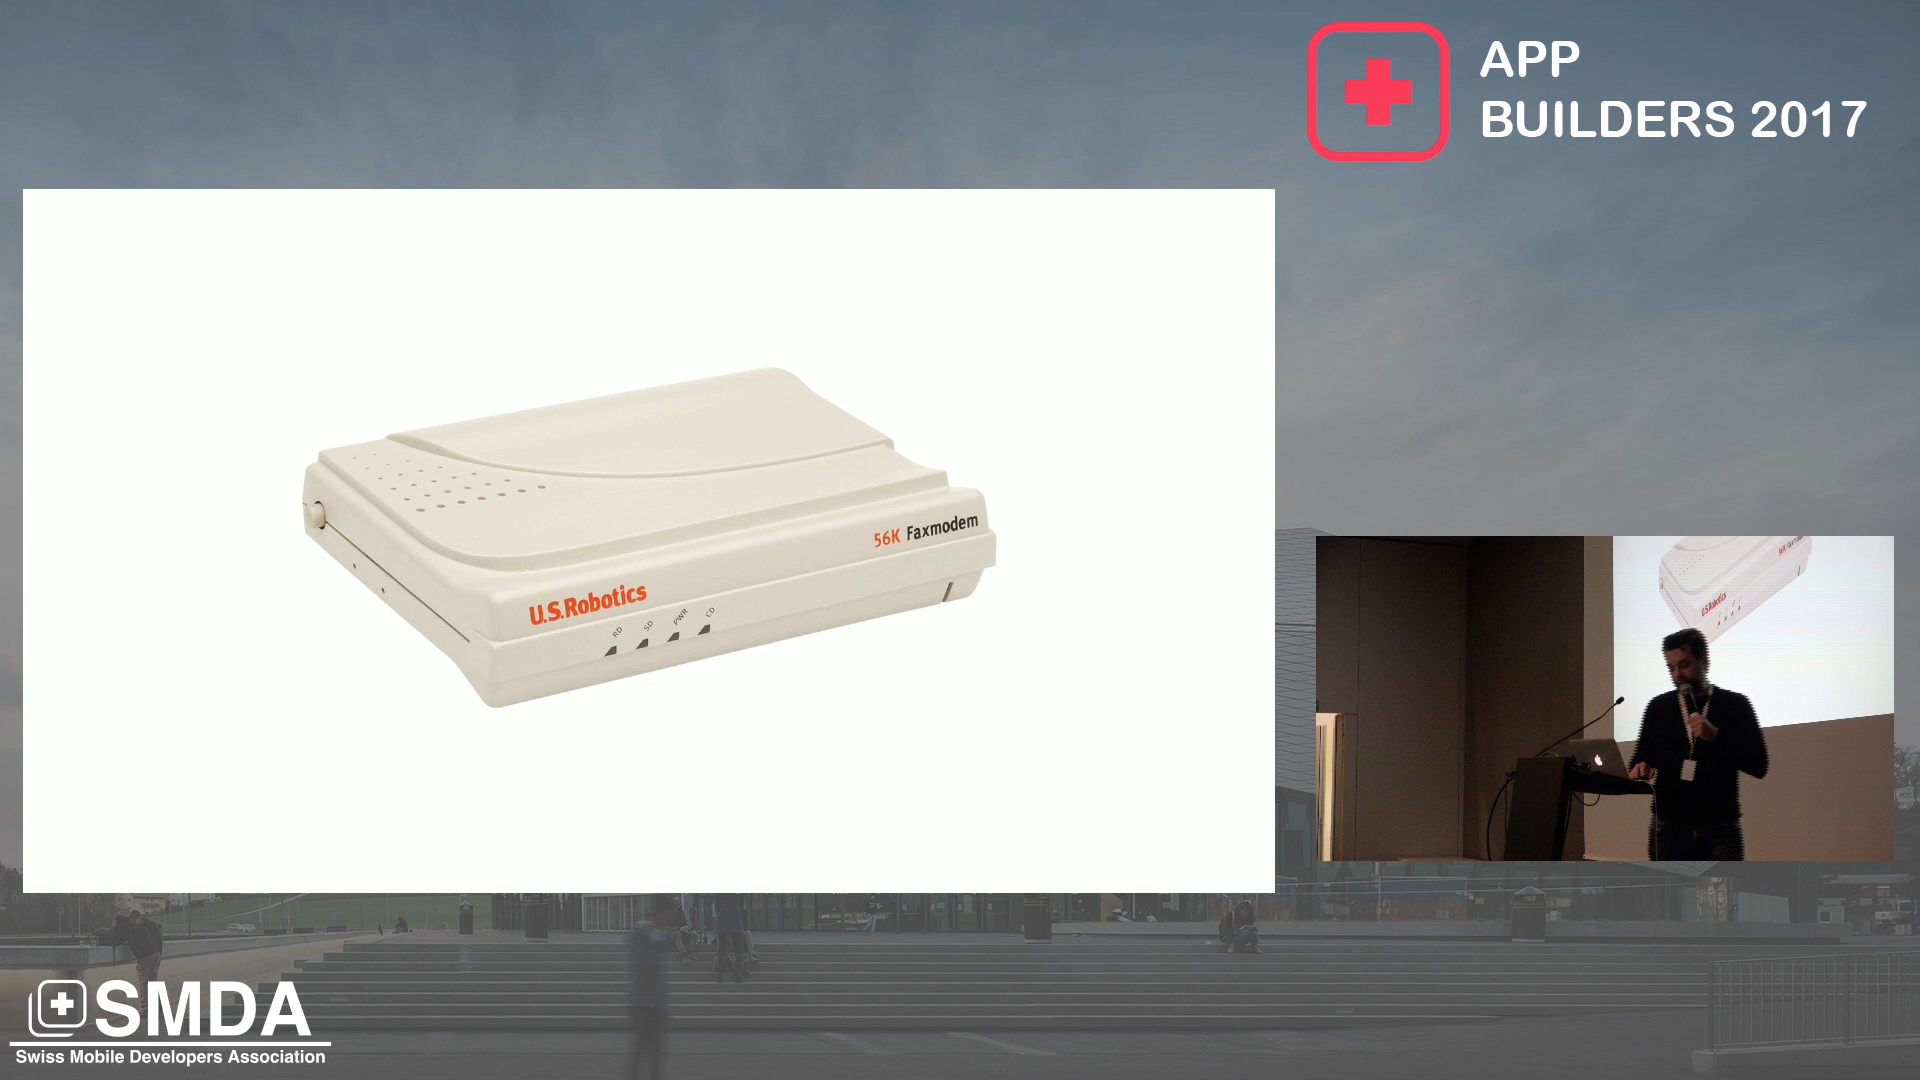 APP
BUILDERS 2017
56K Faxmodem
U.S.Robotics
RD SD PWR CD
SMDA
Swiss Mobile Developers Association